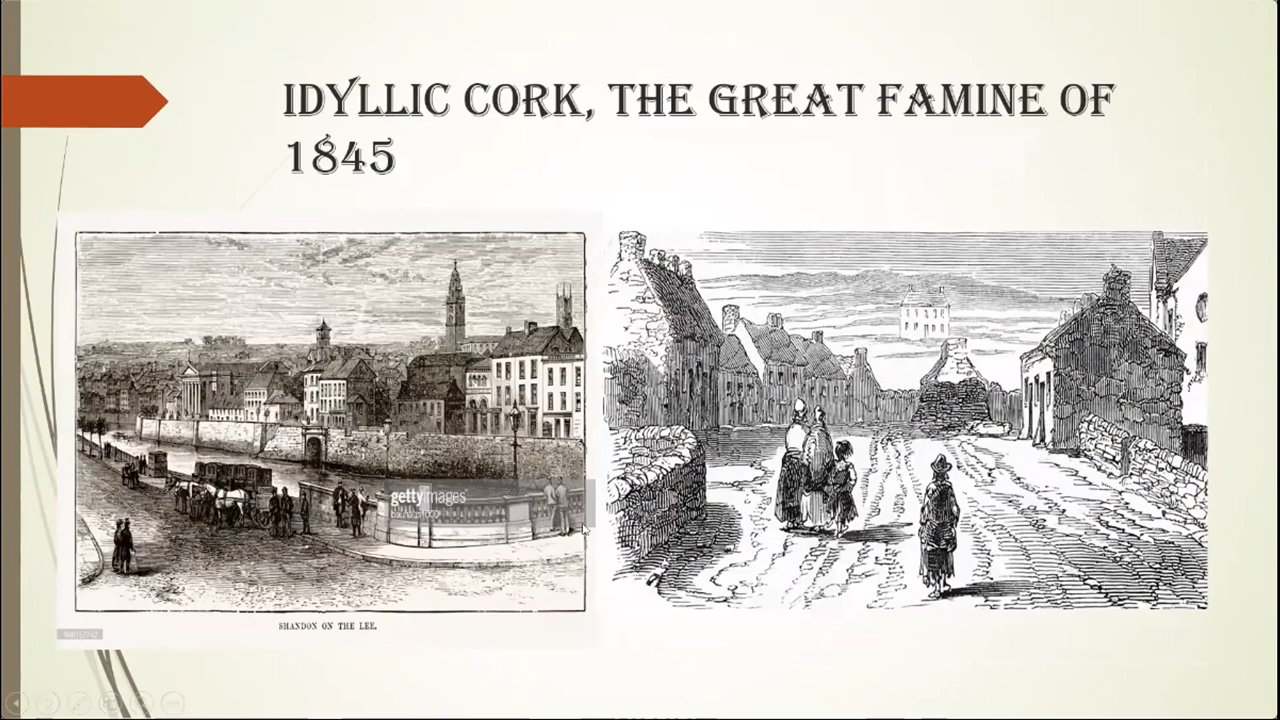 IDYLLIC CORK, THE GREAT FAMINE OF
1845
gettyimages
SHANDON ON THE LEE.